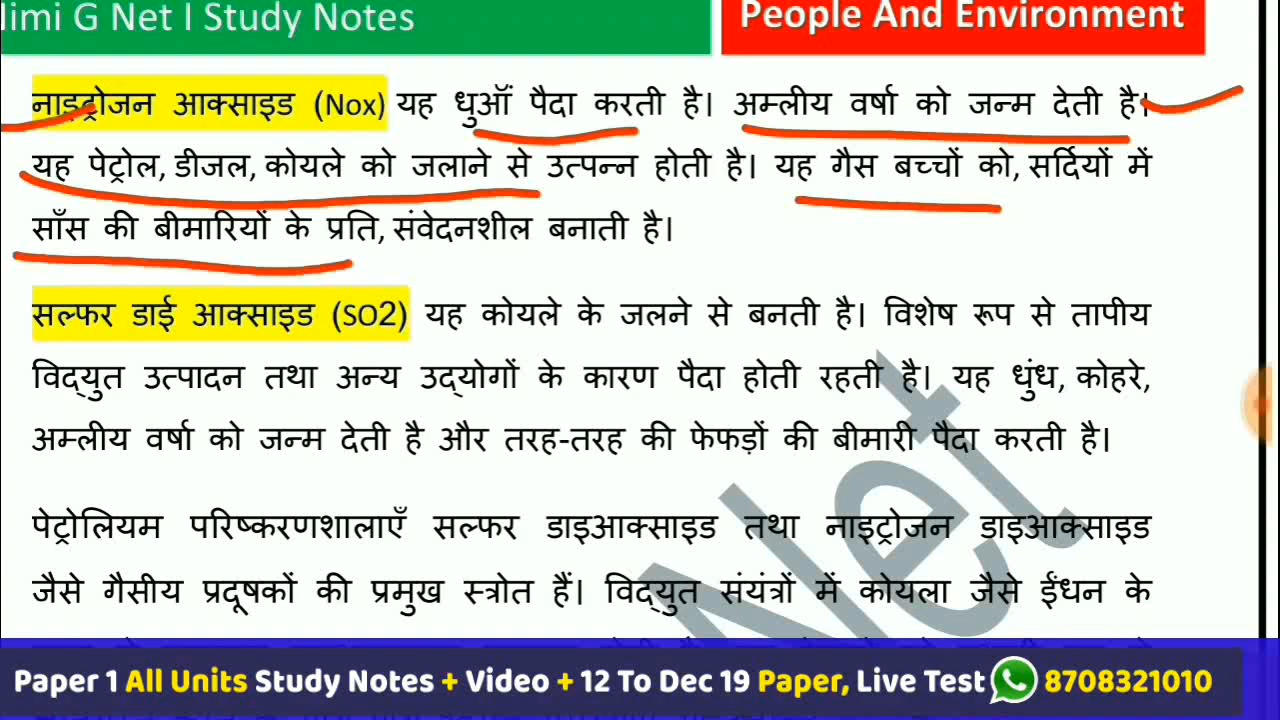 limi G Net I Study Notes
People And Environment
नाइट्रोजन आक्साइड (Nox) यह धुऑं पैदा करती है। अम्लीय वर्षा को जन्म देती है।
यह पेट्रोल, डीजल, कोयले को जलाने से उत्पन्न होती है। यह गैस बच्चों को, सर्दियों में
साँस की बीमारियों के प्रति, संवेदनशील बनाती है।
सल्फर डाई आक्साइड (SO2) यह कोयले के जलने से बनती है। विशेष रूप से तापीय
विद्युत उत्पादन तथा अन्य उद्योगों के कारण पैदा होती रहती है। यह धुंध, कोहरे,
अम्लीय वर्षा को जन्म देती है और तरह-तरह की फेफड़ों की बीमारी पैदा करती है।
पेट्रोलियम परिष्करणशालाएँ सल्फर डाइआक्साइड तथा नाइट्रोजन डाइआक्साइड
जैसे गैसीय प्रदूषकों की प्रमुख स्त्रोत हैं। विद्युत संयंत्रों में कोयला जैसे ईंधन के
Net
Paper 1 All Units Study Notes + Video + 12 To Dec 19 Paper, Live Test 8708321010